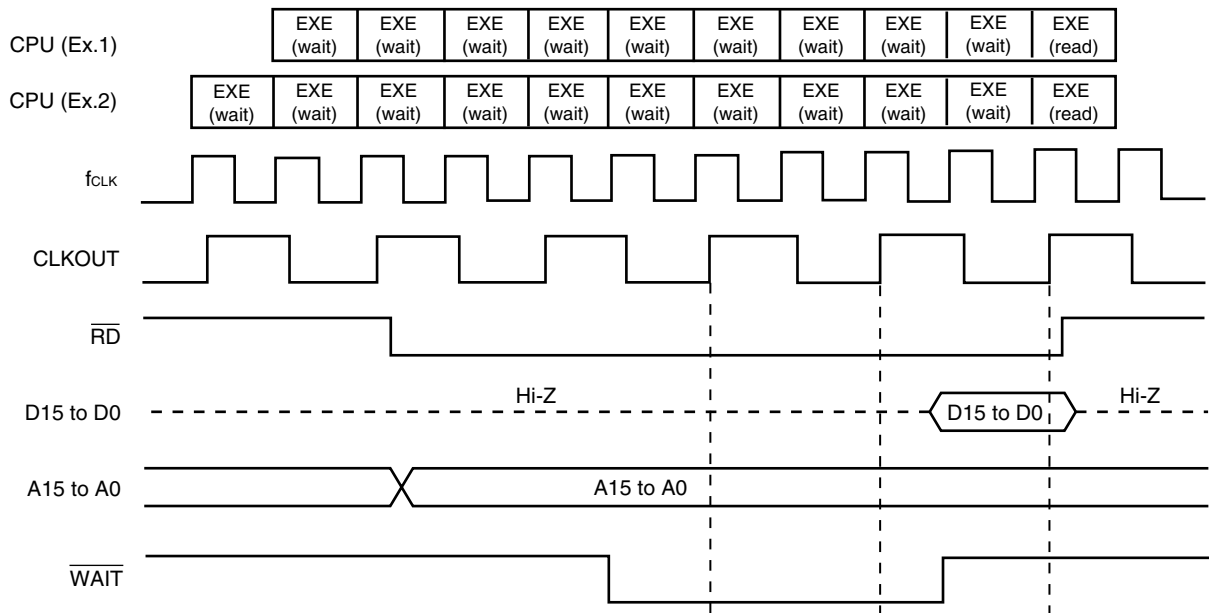 CPU (Ex.1)
EXE EXE EXE EXE EXE EXE EXE EXE EXE EXE
(wait) (wait) (wait) (wait) (wait) (wait) (wait) (wait) (wait) (read)
CPU (Ex.2)
EXE EXE EXE EXE EXE EXE EXE EXE EXE EXE EXE
(wait) (wait) (wait) (wait) (wait) (wait) (wait) (wait) (wait) (wait) (read)
fCLK
CLKOUT
RD
Hi-Z Hi-Z
D15 to D0 D15 to D0
A15 to A0 A15 to A0
WAIT